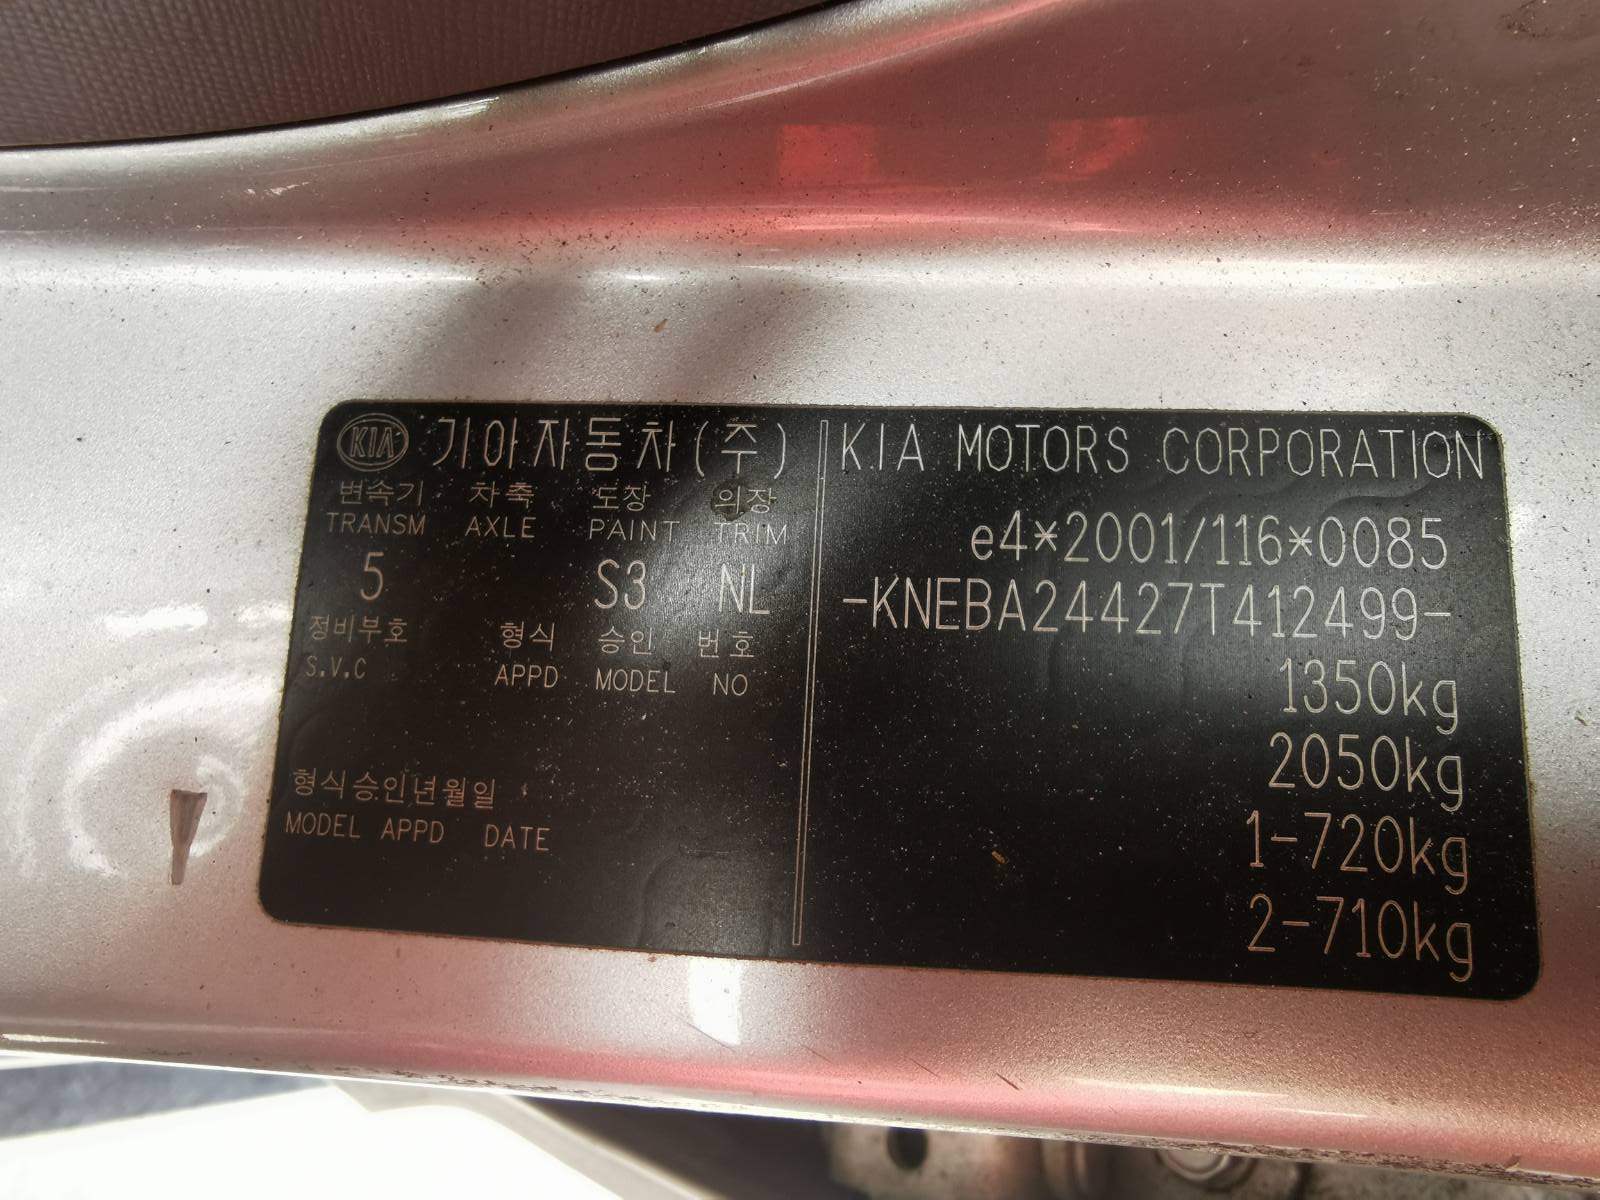 KIA 기아자동차(주)
변속기 차축 도장 의장
TRANSM AXLE PAINT TRIM
5 S3 NL
정비부호 형식 승인 번호
S.V.C APPD MODEL NO
형식승인년월일
MODEL APPD DATE
KIA MOTORS CORPORATION
e4*2001/116*0085
-KNEBA24427T412499-
1350kg
2050kg
1-720kg
2-710kg